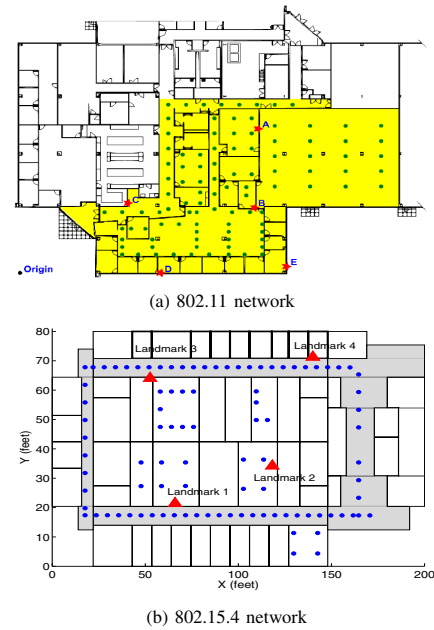 A
B
C
Origin
D
E
(a) 802.11 network
80
70
60
50
40
30
20
10
0
Y (feet)
Landmark 3
Landmark 4
Landmark 2
Landmark 1
0
50
100
150
200
X (feet)
(b) 802.15.4 network